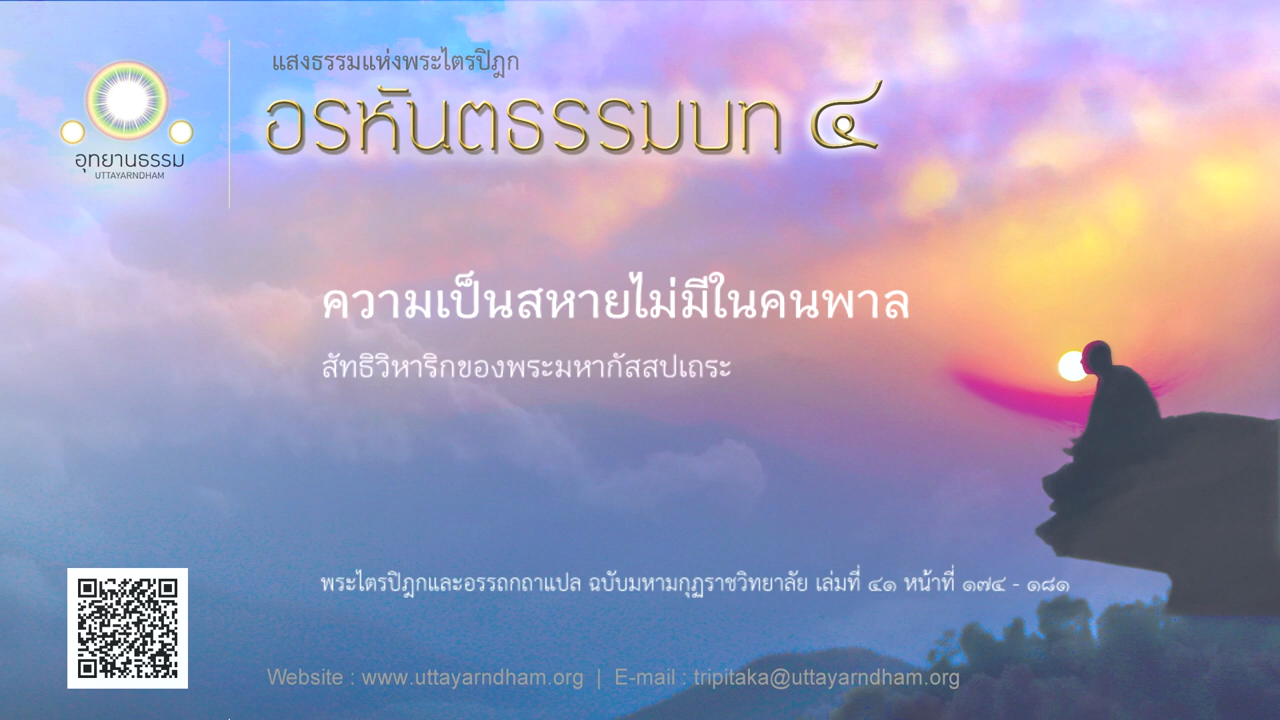 อุทยานธรรม
UTTAYARNDHAM
แสงธรรมแห่งพระไตรปิฎก
อรหันตธรรมบท ๔
ความเป็นสหายไม่มีในคนพาล
สัทธิวิหาริกของพระมหากัสสปเถระ
พระไตรปิฎกและอรรถกถาแปล ฉบับมหามกุฏราชวิทยาลัย เล่มที่ ๔๑ หน้าที่ ๑๗๔ - ๑๘๑
Website : www.uttayarndham.org | E-mail : tripitaka@uttayarndham.org